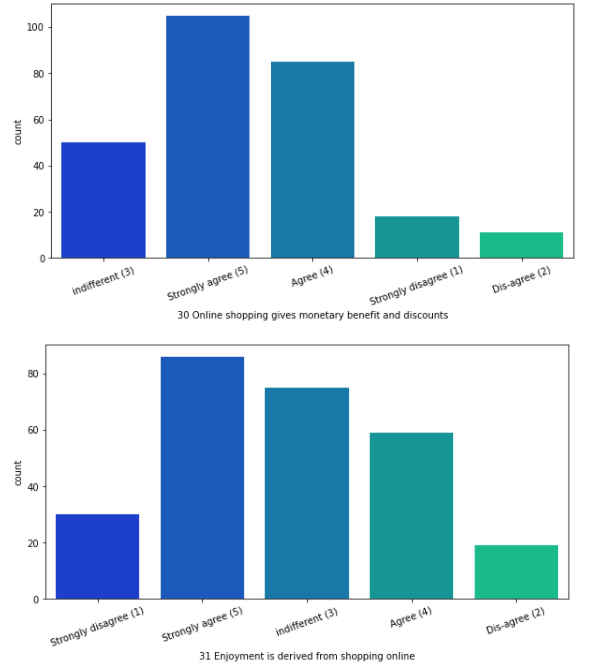 100
80
60
40
20
0
count
indifferent (3)
Strongly agree (5)
Agree (4)
Strongly disagree (1)
Dis-agree (2)
30 Online shopping gives monetary benefit and discounts
80
60
40
20
0
count
Strongly disagree (1)
Strongly agree (5)
indifferent (3)
Agree (4)
Dis-agree (2)
31 Enjoyment is derived from shopping online